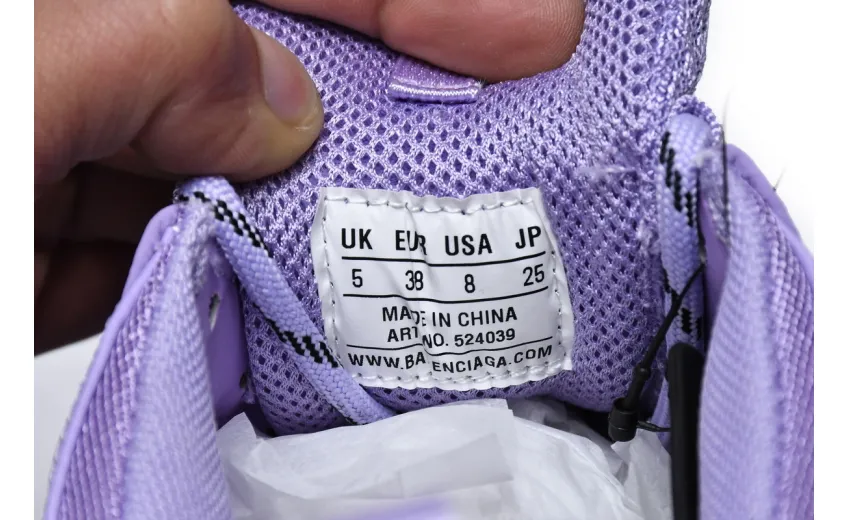 UK EUR USA JP
5 38 8 25
MADE IN CHINA
ART.NO. 524039
WWW.BALENCIAGA.COM